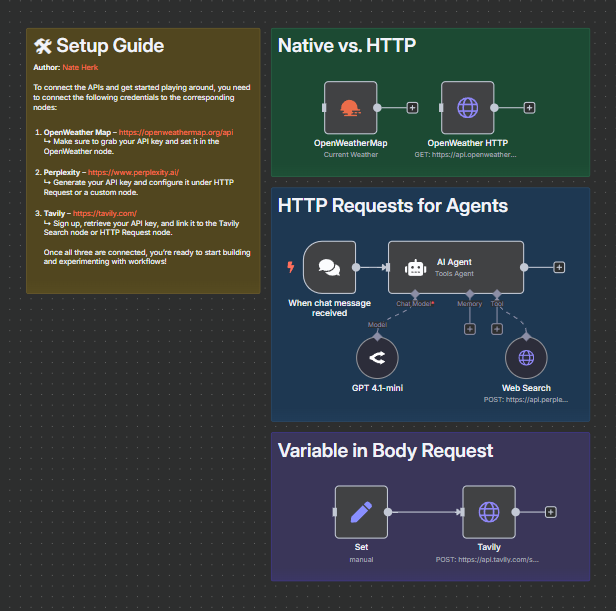 🛠 Setup Guide
Author: Nate Herk
To connect the APIs and get started playing around, you need
to connect the following credentials to the corresponding
nodes:
1. OpenWeather Map – https://openweathermap.org/api
↳ Make sure to grab your API key and set it in the
OpenWeather node.
2. Perplexity – https://www.perplexity.ai/
↳ Generate your API key and configure it under HTTP
Request or a custom node.
3. Tavily – https://tavily.com/
↳ Sign up, retrieve your API key, and link it to the Tavily
Search node or HTTP Request node.
Once all three are connected, you're ready to start building
and experimenting with workflows!
Native vs. HTTP
OpenWeatherMap
Current Weather
OpenWeather HTTP
GET: https://api.openweather...
HTTP Requests for Agents
When chat message
received
AI Agent
Tools Agent
Chat Model*
Memory
Tool
Model
GPT 4.1-mini
Web Search
POST: https://api.perple...
Variable in Body Request
Set
manual
Tavily
POST: https://api.tavily.com/s...